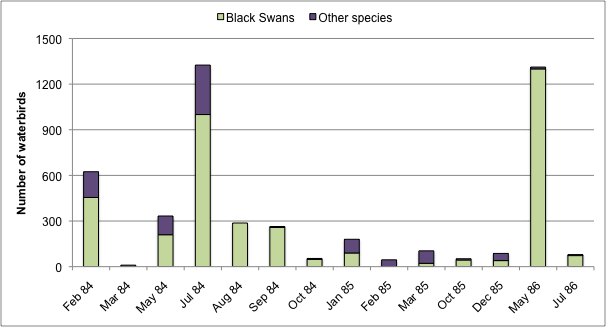 Black Swans Other species
1500
1200
900
600
300
0
Number of waterbirds
Feb 84 Mar 84 May 84 Jul 84 Aug 84 Sep 84 Oct 84 Jan 85 Feb 85 Mar 85 Oct 85 Dec 85 May 86 Jul 86